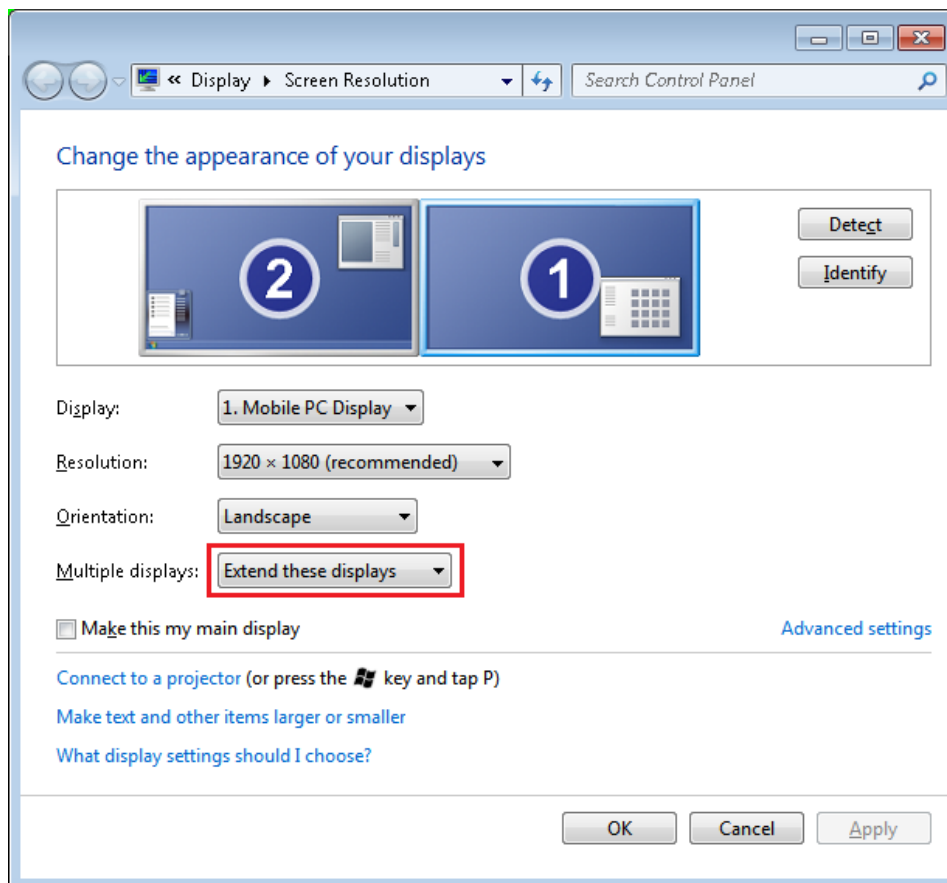 « Display Screen Resolution Search Control Panel
Change the appearance of your displays
2 1
Detect
Identify
Display: 1. Mobile PC Display
Resolution: 1920 × 1080 (recommended)
Orientation: Landscape
Multiple displays: Extend these displays
Make this my main display Advanced settings
Connect to a projector (or press the key and tap P)
Make text and other items larger or smaller
What display settings should I choose?
OK Cancel Apply